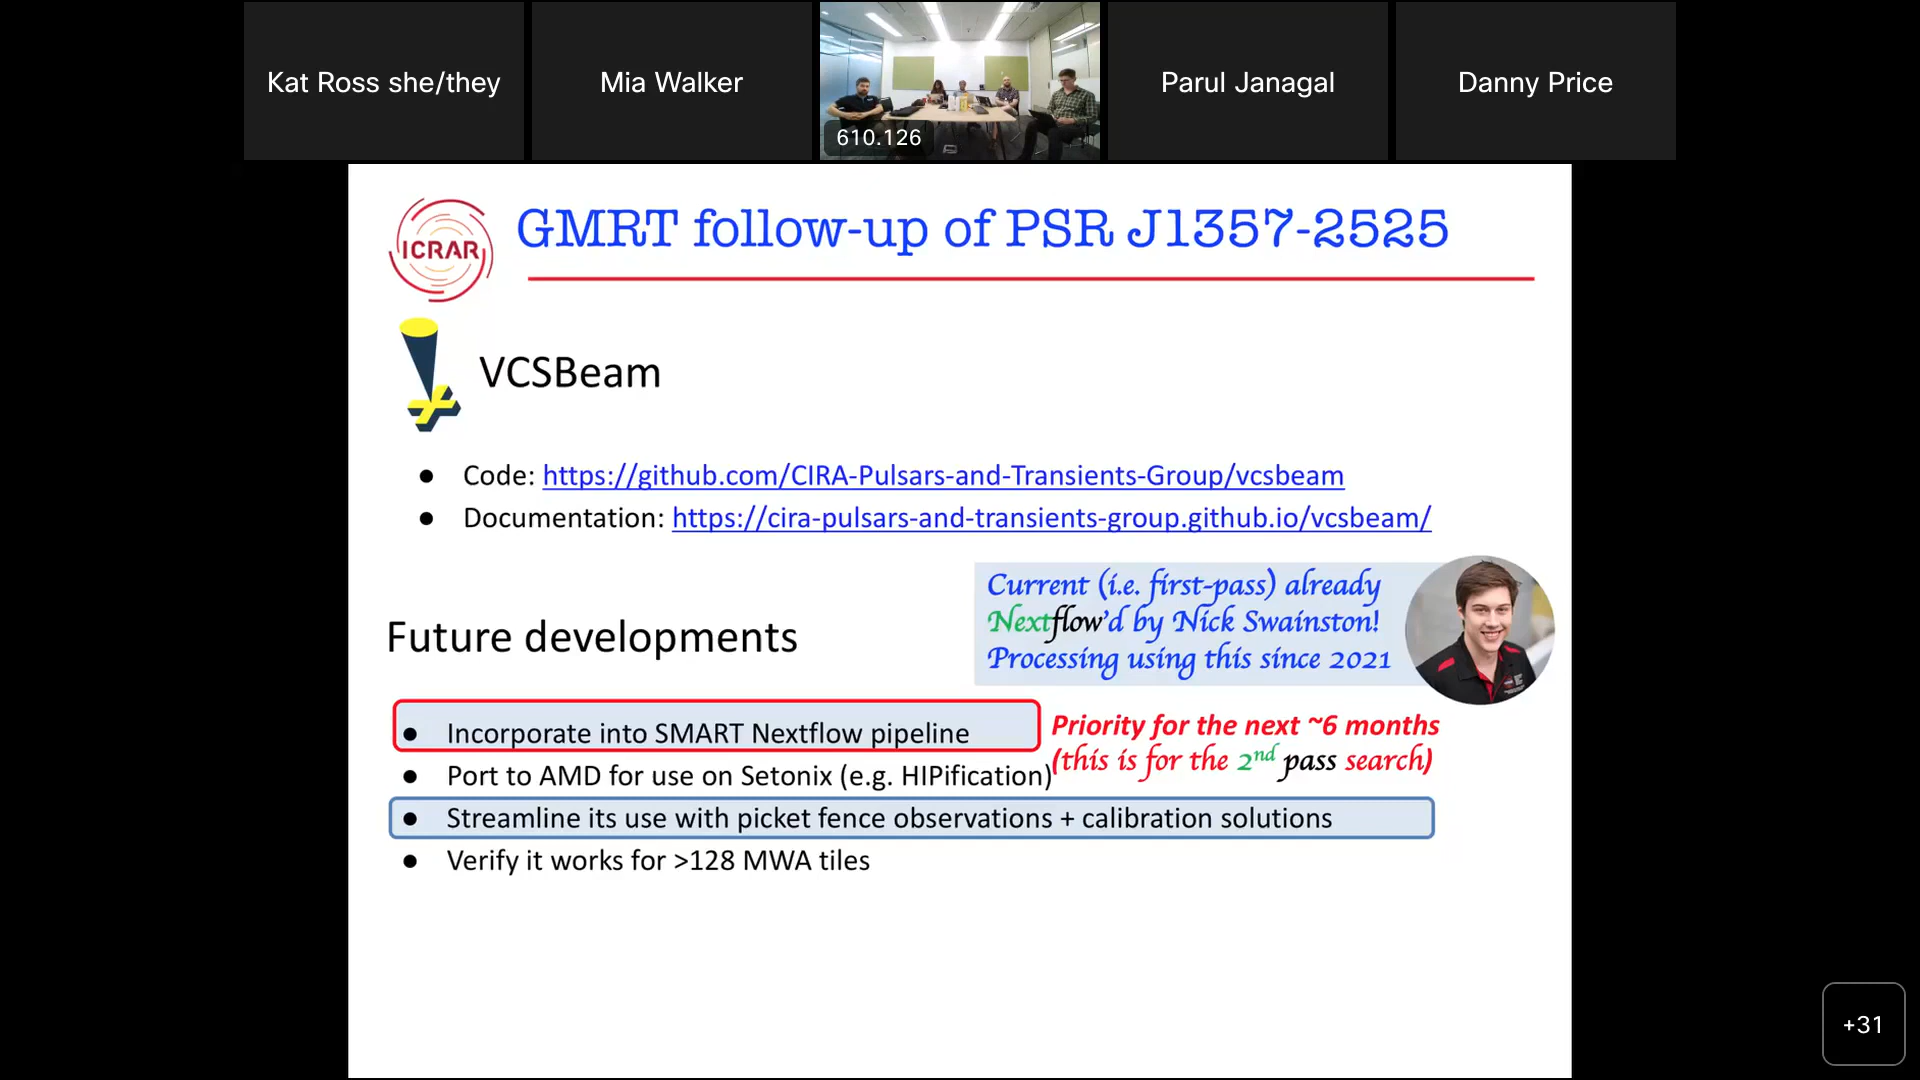 Kat Ross she/they
Mia Walker
610.126
Parul Janagal
Danny Price
ICRAR
GMRT follow-up of PSR J1357-2525
VCSBeam
● Code: https://github.com/CIRA-Pulsars-and-Transients-Group/vcsbeam
● Documentation: https://cira-pulsars-and-transients-group.github.io/vcsbeam/
Current (i.e. first-pass) already
Nextflow'd by Nick Swainston!
Processing using this since 2021
Future developments
● Incorporate into SMART Nextflow pipeline
Priority for the next ~6 months
(this is for the 2nd pass search)
● Port to AMD for use on Setonix (e.g. HIPification)
● Streamline its use with picket fence observations + calibration solutions
● Verify it works for >128 MWA tiles
+31